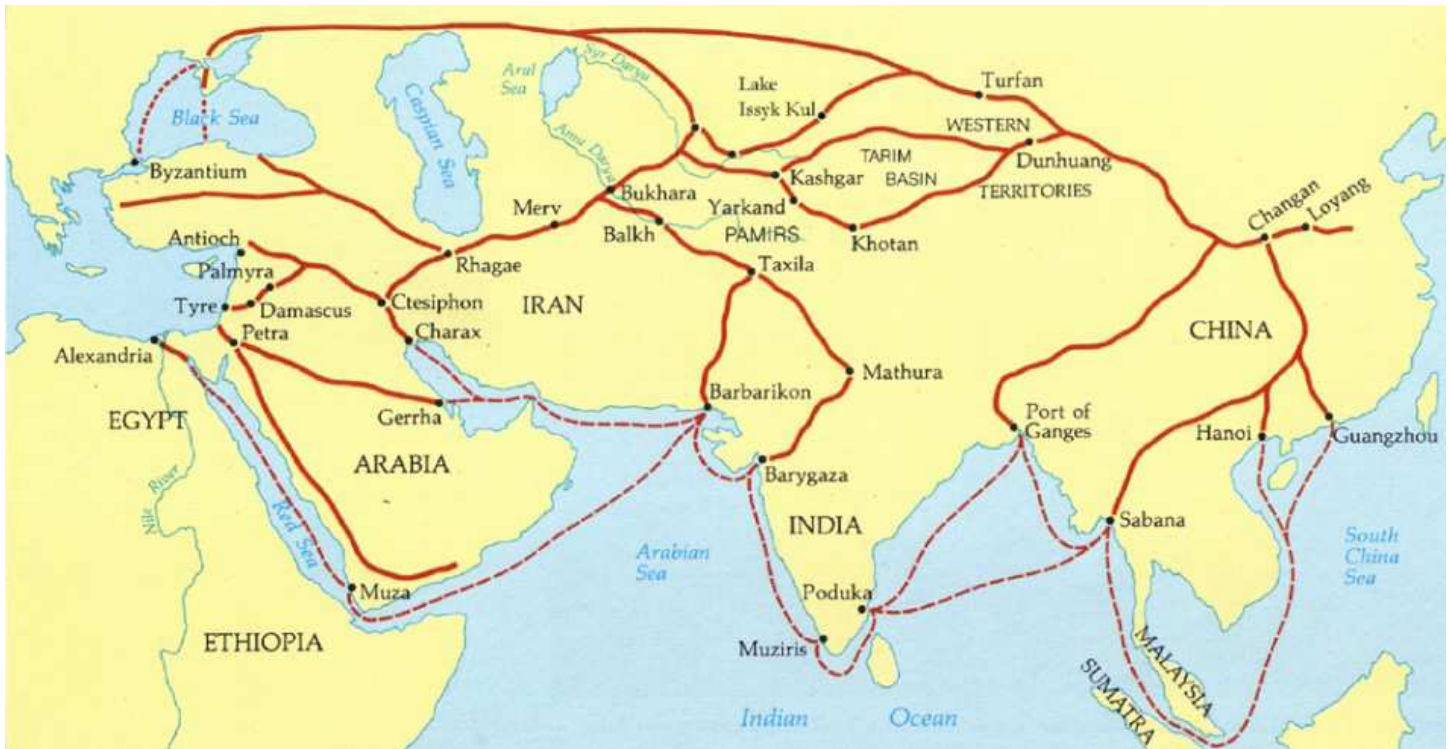 Black Sea
Byzantium
Caspian Sea
Aral
Sea
Syr Darya
Amu Darya
Lake
Issyk Kul
Turfan
WESTERN
TARIM
BASIN
TERRITORIES
Dunhuang
Kashgar
Yarkand
PAMIRS
Khotan
Bukhara
Merv
Balkh
Rhagae
Taxila
Changan
Loyang
Antioch
Palmyra
Tyre
Damascus
Petra
Ctesiphon
Charax
IRAN
CHINA
Alexandria
EGYPT
Nile River
Gerrha
ARABIA
Barbarikon
Mathura
Port of
Ganges
Hanoi
Guangzhou
Barygaza
INDIA
Sabana
Red Sea
Arabian
Sea
South
China
Sea
Muza
Poduka
ETHIOPIA
Muziris
MALAYSIA
SUMATRA
Indian Ocean